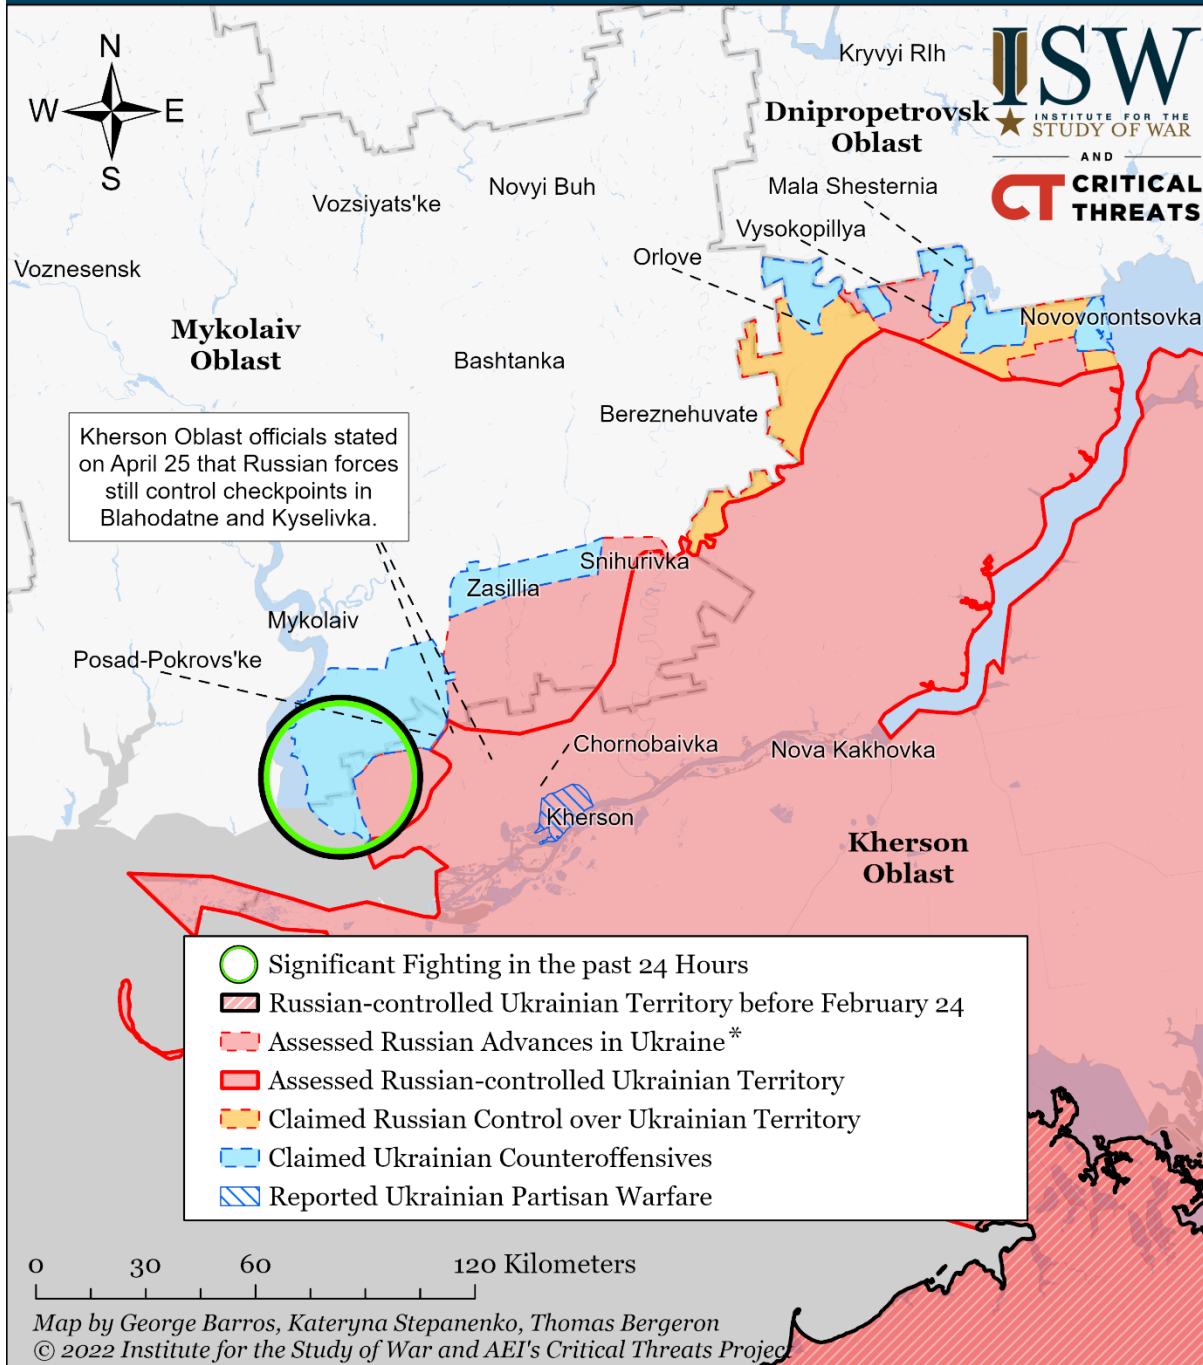 N
W
E
S
Kryvyi RIh
ISW
INSTITUTE FOR THE
STUDY OF WAR
AND
CT CRITICAL
THREATS
Dnipropetrovsk
Oblast
Mala Shesternia
Novyi Buh
Vozsiyats'ke
Vysokopillya
Orlove
Voznesensk
Mykolaiv
Oblast
Novovorontsovka
Bashtanka
Bereznehuvate
Kherson Oblast officials stated
on April 25 that Russian forces
still control checkpoints in
Blahodatne and Kyselivka.
Snihurivka
Zasillia
Mykolaiv
Posad-Pokrovs'ke
Chornobaivka
Nova Kakhovka
Kherson
Kherson
Oblast
Significant Fighting in the past 24 Hours
Russian-controlled Ukrainian Territory before February 24
Assessed Russian Advances in Ukraine*
Assessed Russian-controlled Ukrainian Territory
Claimed Russian Control over Ukrainian Territory
Claimed Ukrainian Counteroffensives
Reported Ukrainian Partisan Warfare
0 30 60 120 Kilometers
Map by George Barros, Kateryna Stepanenko, Thomas Bergeron
© 2022 Institute for the Study of War and AEI's Critical Threats Project